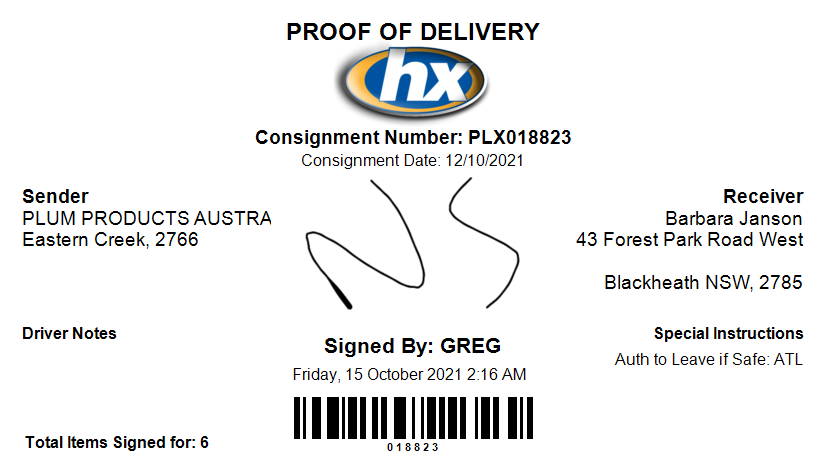 PROOF OF DELIVERY
hx
Consignment Number: PLX018823
Consignment Date: 12/10/2021
Sender
PLUM PRODUCTS AUSTRA
Eastern Creek, 2766
Receiver
Barbara Janson
43 Forest Park Road West
Blackheath NSW, 2785
Driver Notes
Signed By: GREG
Friday, 15 October 2021 2:16 AM
Special Instructions
Auth to Leave if Safe: ATL
018823
Total Items Signed for: 6